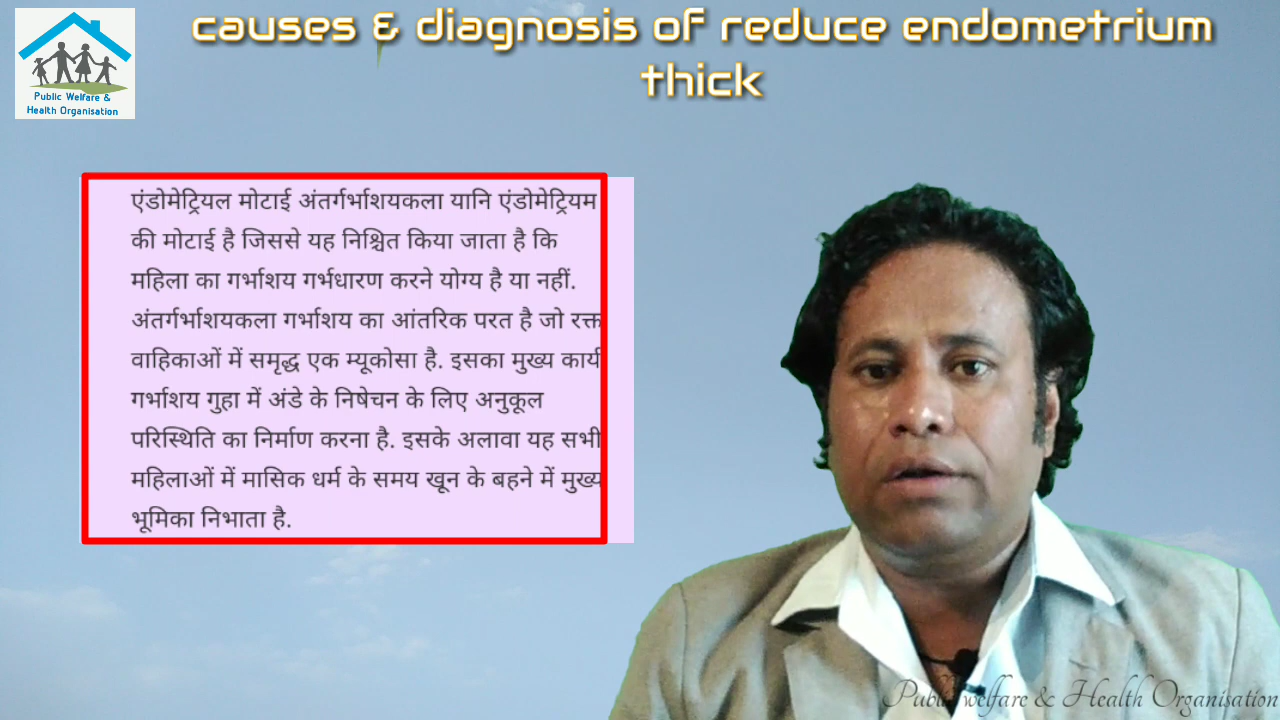 causes & diagnosis of reduce endometrium
thick
Public Welfare &
Health Organisation
एंडोमेट्रियल मोटाई अंतर्गर्भाशयकला यानि एंडोमेट्रियम
की मोटाई है जिससे यह निश्चित किया जाता है कि
महिला का गर्भाशय गर्भधारण करने योग्य है या नहीं.
अंतर्गर्भाशयकला गर्भाशय का आंतरिक परत है जो रक्त
वाहिकाओं में समृद्ध एक म्यूकोसा है. इसका मुख्य कार्य
गर्भाशय गुहा में अंडे के निषेचन के लिए अनुकूल
परिस्थिति का निर्माण करना है. इसके अलावा यह सभी
महिलाओं में मासिक धर्म के समय खून के बहने में मुख्य
भूमिका निभाता है.
Public welfare & Health Organisation